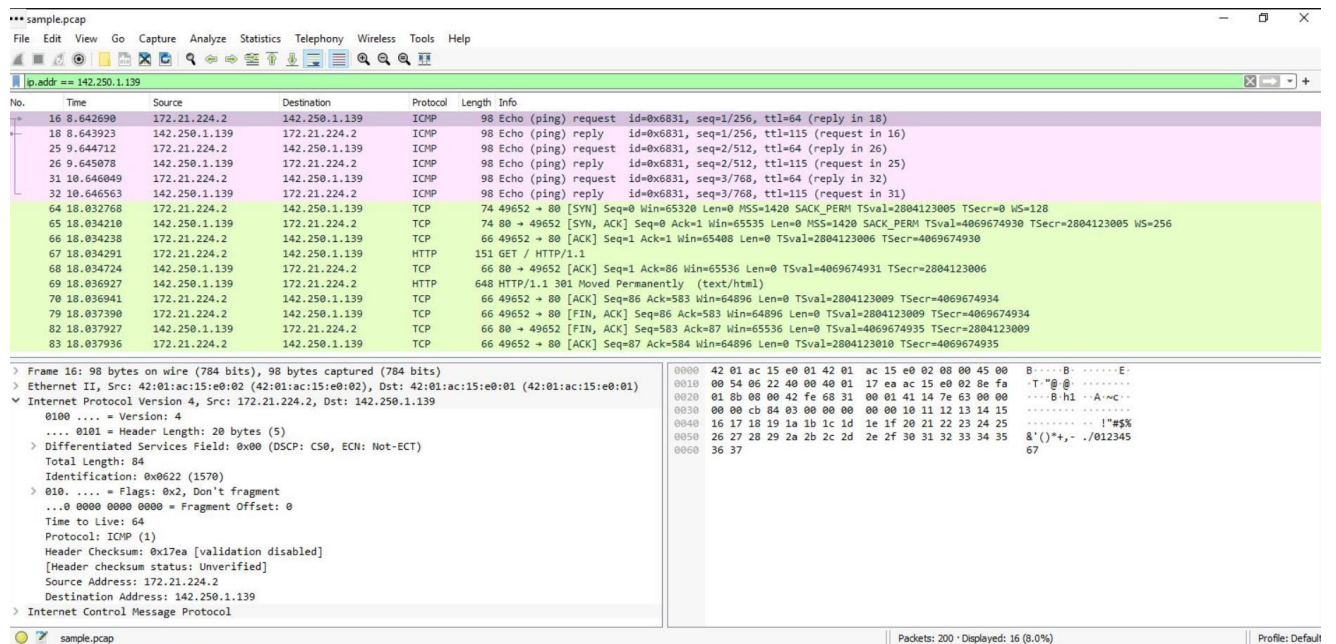 sample.pcap
File Edit View Go Capture Analyze Statistics Telephony Wireless Tools Help
ip.addr == 142.250.1.139
No. Time Source Destination Protocol Length Info
16 8.642690 172.21.224.2 142.250.1.139 ICMP 98 Echo (ping) request id=0x6831, seq=1/256, ttl=64 (reply in 18)
18 8.643923 142.250.1.139 172.21.224.2 ICMP 98 Echo (ping) reply id=0x6831, seq=1/256, ttl=115 (request in 16)
25 9.644712 172.21.224.2 142.250.1.139 ICMP 98 Echo (ping) request id=0x6831, seq=2/512, ttl=64 (reply in 26)
26 9.645078 142.250.1.139 172.21.224.2 ICMP 98 Echo (ping) reply id=0x6831, seq=2/512, ttl=115 (request in 25)
31 10.646049 172.21.224.2 142.250.1.139 ICMP 98 Echo (ping) request id=0x6831, seq=3/768, ttl=64 (reply in 32)
32 10.646563 142.250.1.139 172.21.224.2 ICMP 98 Echo (ping) reply id=0x6831, seq=3/768, ttl=115 (request in 31)
64 18.032768 172.21.224.2 142.250.1.139 TCP 74 49652 → 80 [SYN] Seq=0 Win=65320 Len=0 MSS=1420 SACK_PERM TSval=2804123005 TSecr=0 WS=128
65 18.034210 142.250.1.139 172.21.224.2 TCP 74 80 → 49652 [SYN, ACK] Seq=0 Ack=1 Win=65535 Len=0 MSS=1420 SACK_PERM TSval=4069674930 TSecr=2804123005 WS=256
66 18.034238 172.21.224.2 142.250.1.139 TCP 66 49652 → 80 [ACK] Seq=1 Ack=1 Win=65408 Len=0 TSval=2804123006 TSecr=4069674930
67 18.034291 172.21.224.2 142.250.1.139 HTTP 151 GET / HTTP/1.1
68 18.034724 142.250.1.139 172.21.224.2 TCP 66 80 → 49652 [ACK] Seq=1 Ack=86 Win=65536 Len=0 TSval=4069674931 TSecr=2804123006
69 18.036927 142.250.1.139 172.21.224.2 HTTP 648 HTTP/1.1 301 Moved Permanently (text/html)
70 18.036941 172.21.224.2 142.250.1.139 TCP 66 49652 → 80 [ACK] Seq=86 Ack=583 Win=64896 Len=0 TSval=2804123009 TSecr=4069674934
79 18.037390 172.21.224.2 142.250.1.139 TCP 66 49652 → 80 [FIN, ACK] Seq=86 Ack=583 Win=64896 Len=0 TSval=2804123009 TSecr=4069674934
82 18.037927 142.250.1.139 172.21.224.2 TCP 66 80 → 49652 [FIN, ACK] Seq=583 Ack=87 Win=65536 Len=0 TSval=4069674935 TSecr=2804123009
83 18.037936 172.21.224.2 142.250.1.139 TCP 66 49652 → 80 [ACK] Seq=87 Ack=584 Win=64896 Len=0 TSval=2804123010 TSecr=4069674935
Frame 16: 98 bytes on wire (784 bits), 98 bytes captured (784 bits)
Ethernet II, Src: 42:01:ac:15:e0:02 (42:01:ac:15:e0:02), Dst: 42:01:ac:15:e0:01 (42:01:ac:15:e0:01)
Internet Protocol Version 4, Src: 172.21.224.2, Dst: 142.250.1.139
0100 .... = Version: 4
.... 0101 = Header Length: 20 bytes (5)
Differentiated Services Field: 0x00 (DSCP: CS0, ECN: Not-ECT)
Total Length: 84
Identification: 0x0622 (1570)
010. .... = Flags: 0x2, Don't fragment
...0 0000 0000 0000 = Fragment Offset: 0
Time to Live: 64
Protocol: ICMP (1)
Header Checksum: 0x17ea [validation disabled]
[Header checksum status: Unverified]
Source Address: 172.21.224.2
Destination Address: 142.250.1.139
Internet Control Message Protocol
0000 42 01 ac 15 e0 01 42 01 ac 15 e0 02 08 00 45 00 B·····B· ······E·
0010 00 54 06 22 40 00 40 01 17 ea ac 15 e0 02 8e fa ·T·"@·@· ········
0020 01 8b 08 00 42 fe 68 31 00 01 41 14 7e 63 00 00 ····B·h1 ··A·~c··
0030 00 00 cb 84 03 00 00 00 00 00 10 11 12 13 14 15 ········ ········
0040 16 17 18 19 1a 1b 1c 1d 1e 1f 20 21 22 23 24 25 ········ ·· !"#$%
0050 26 27 28 29 2a 2b 2c 2d 2e 2f 30 31 32 33 34 35 &'()*+,- ./012345
0060 36 37 67
sample.pcap Packets: 200 · Displayed: 16 (8.0%) Profile: Default